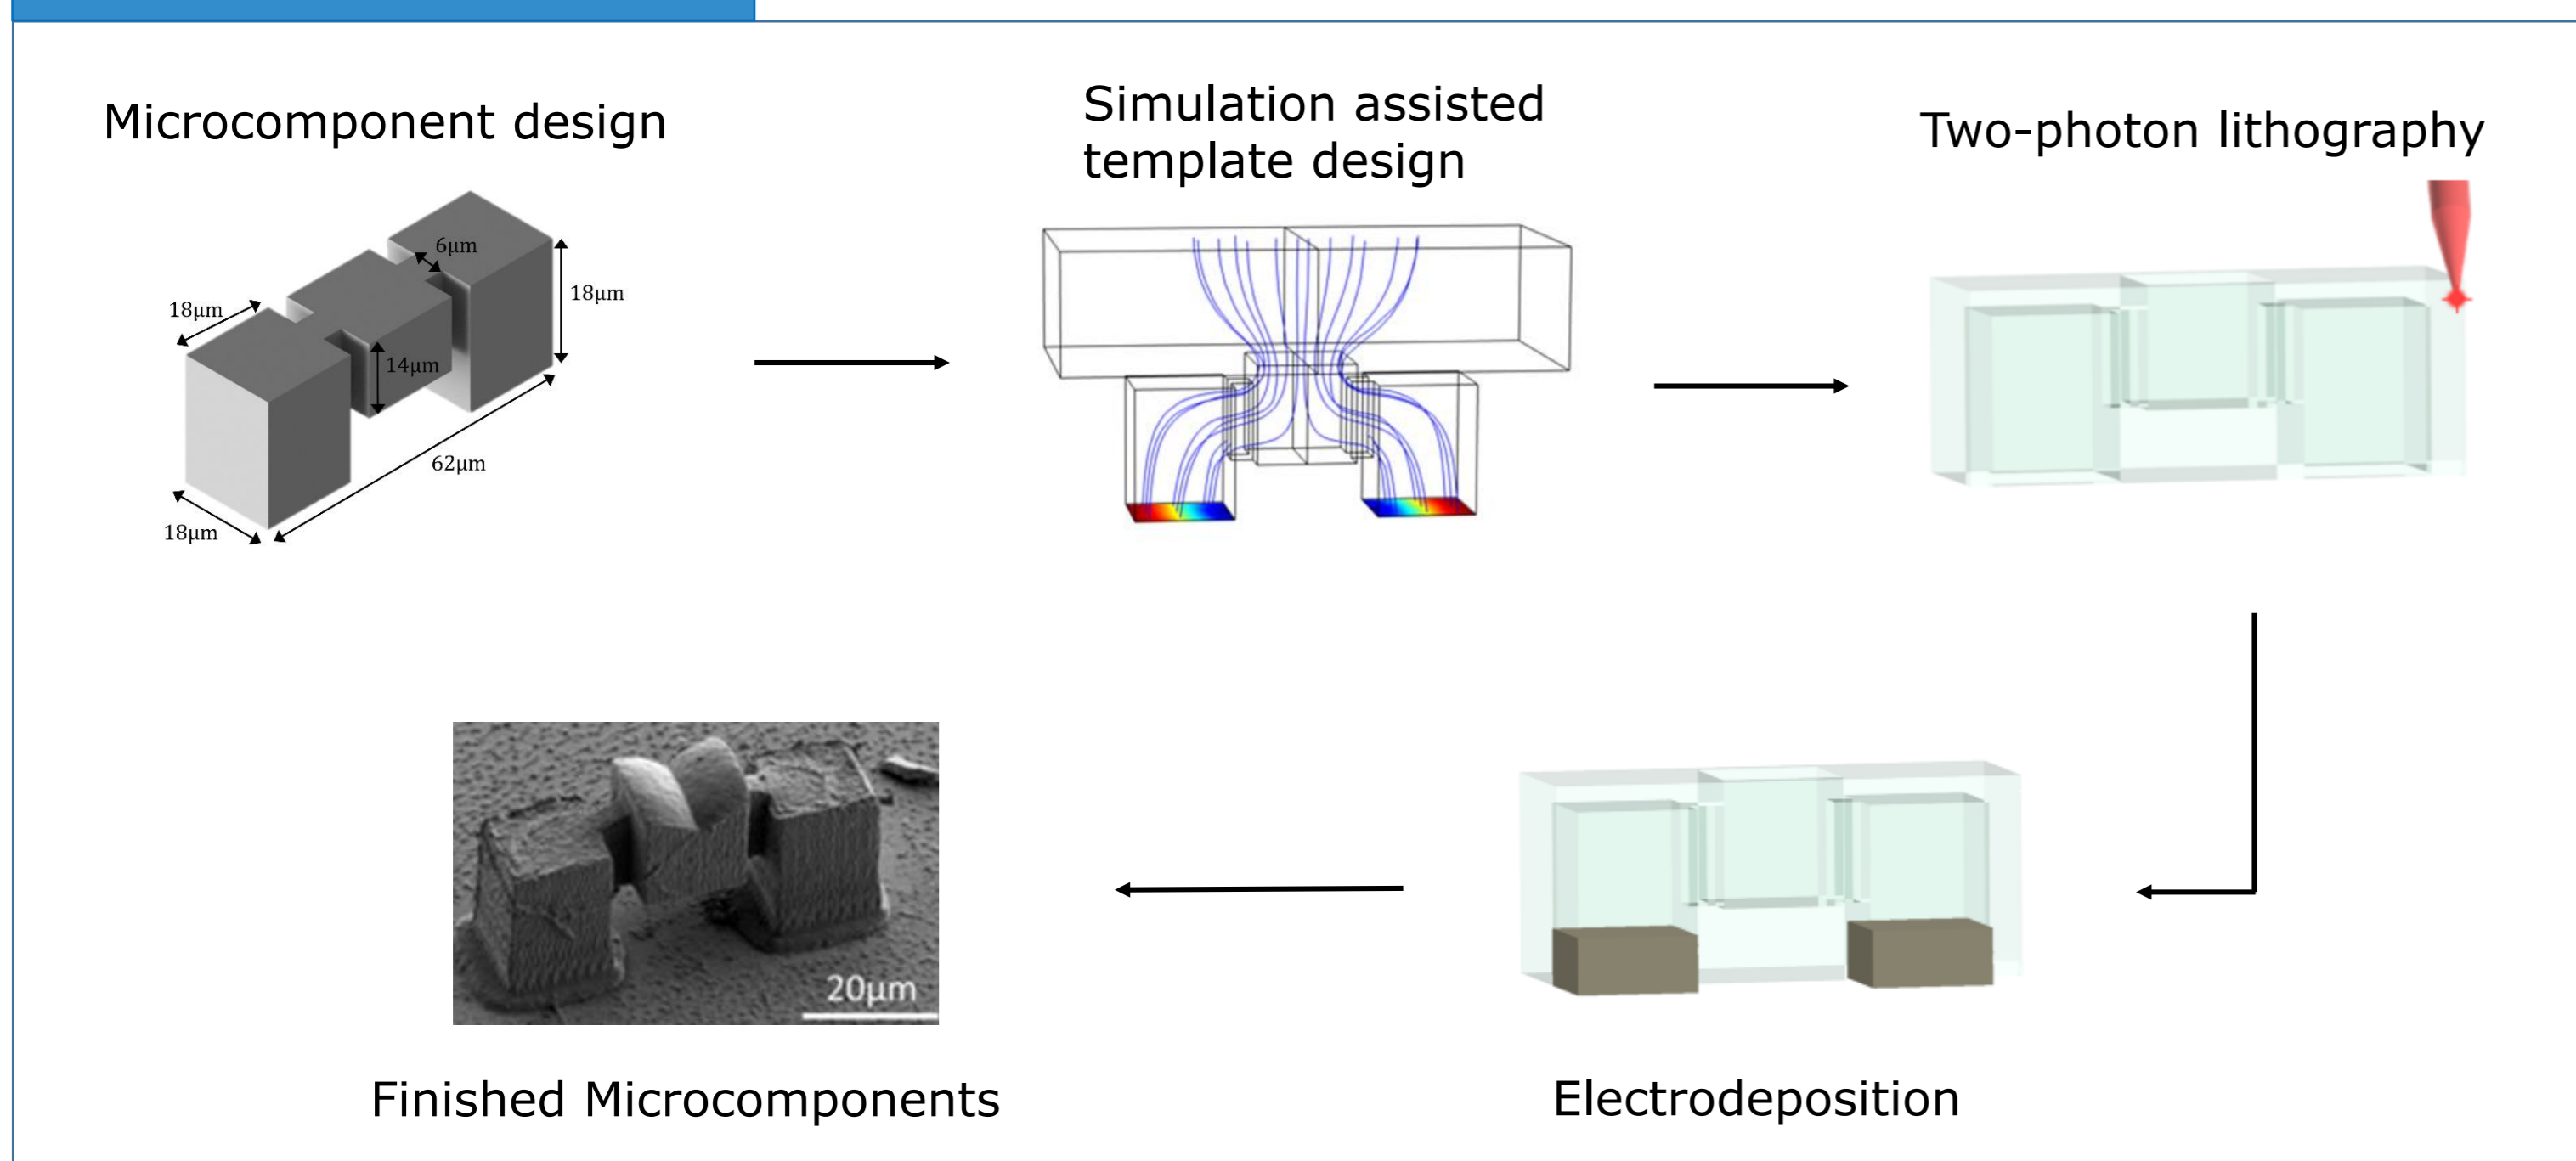 Microcomponent design
Simulation assisted
template design
Two-photon lithography
6μm
18μm
18μm
14μm
62μm
18μm
20μm
Finished Microcomponents
Electrodeposition